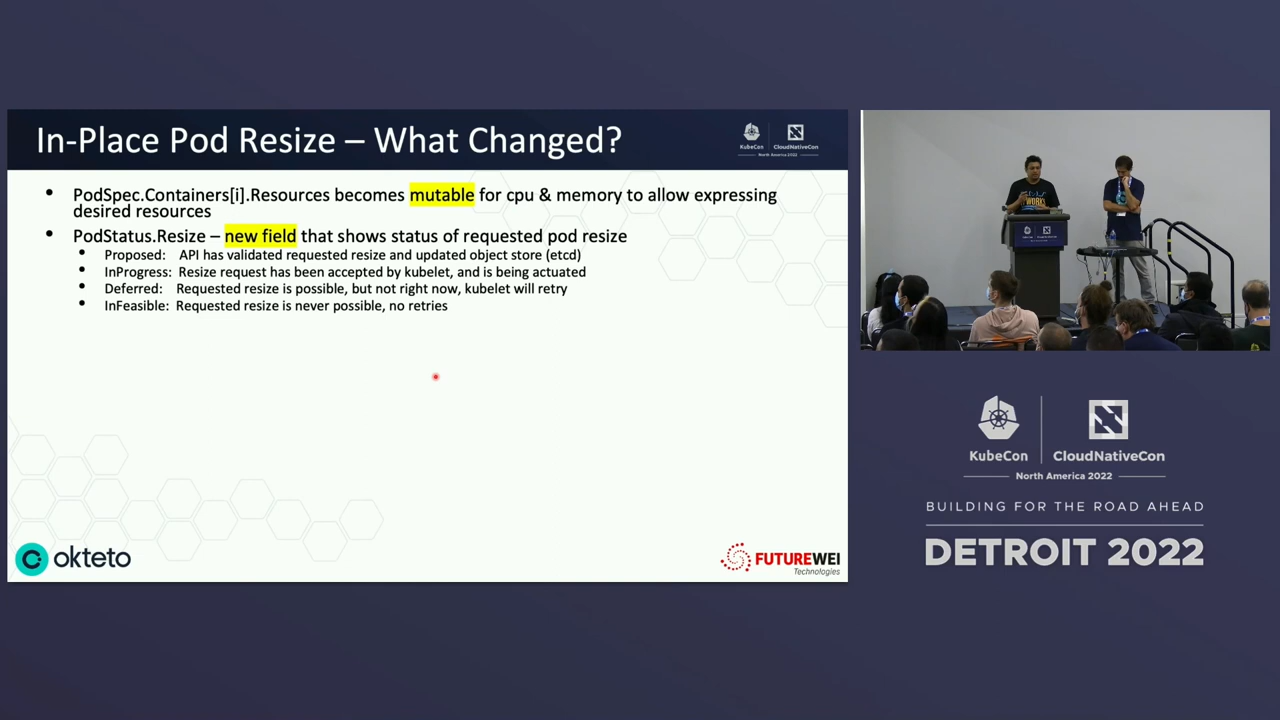 In-Place Pod Resize – What Changed?
KubeCon
CloudNativeCon
North America 2022
• PodSpec.Containers[i].Resources becomes mutable for cpu & memory to allow expressing
desired resources
• PodStatus.Resize – new field that shows status of requested pod resize
• Proposed: API has validated requested resize and updated object store (etcd)
• InProgress: Resize request has been accepted by kubelet, and is being actuated
• Deferred: Requested resize is possible, but not right now, kubelet will retry
• InFeasible: Requested resize is never possible, no retries
okteto
FUTUREWEI
Technologies
KubeCon
CloudNativeCon
North America 2022
BUILDING FOR THE ROAD AHEAD
DETROIT 2022